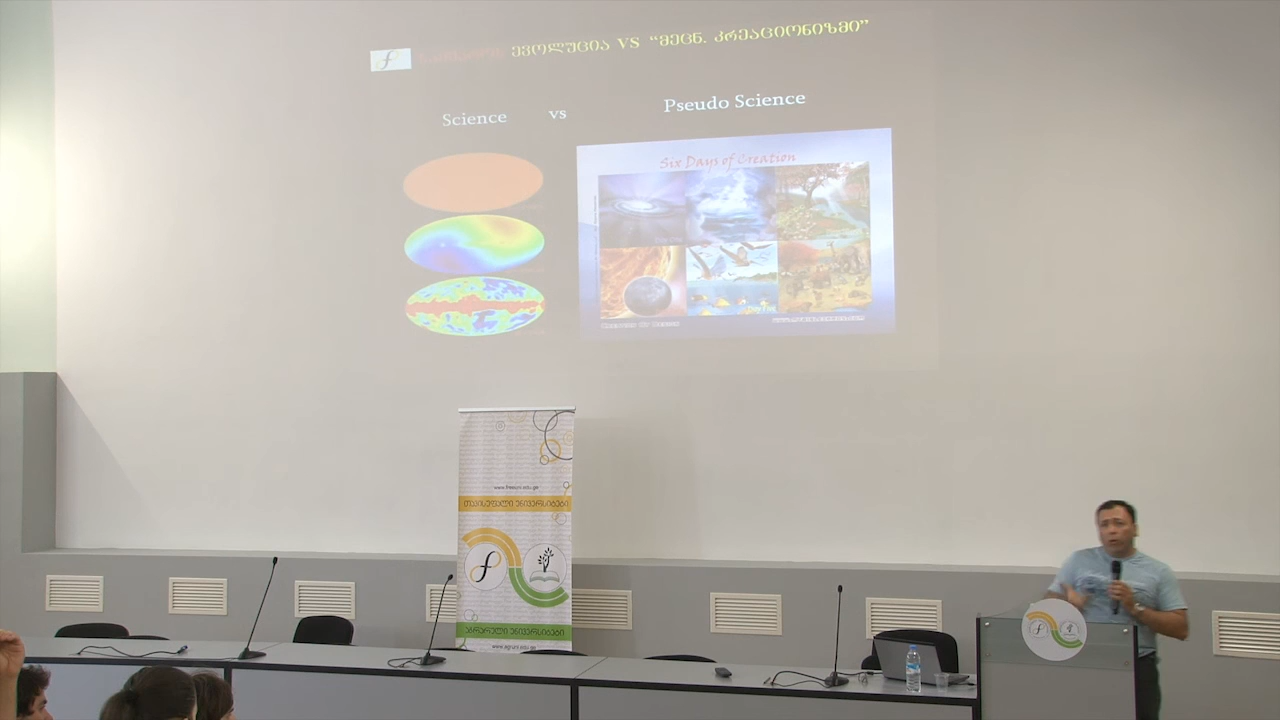 ევოლუცია VS “მეცნ. კრეაციონიზმი”
Science vs Pseudo Science
Six Days of Creation
www.freeuni.edu.ge
თავისუფალი უნივერსიტეტი
აგრარული უნივერსიტეტი
www.agruni.edu.ge